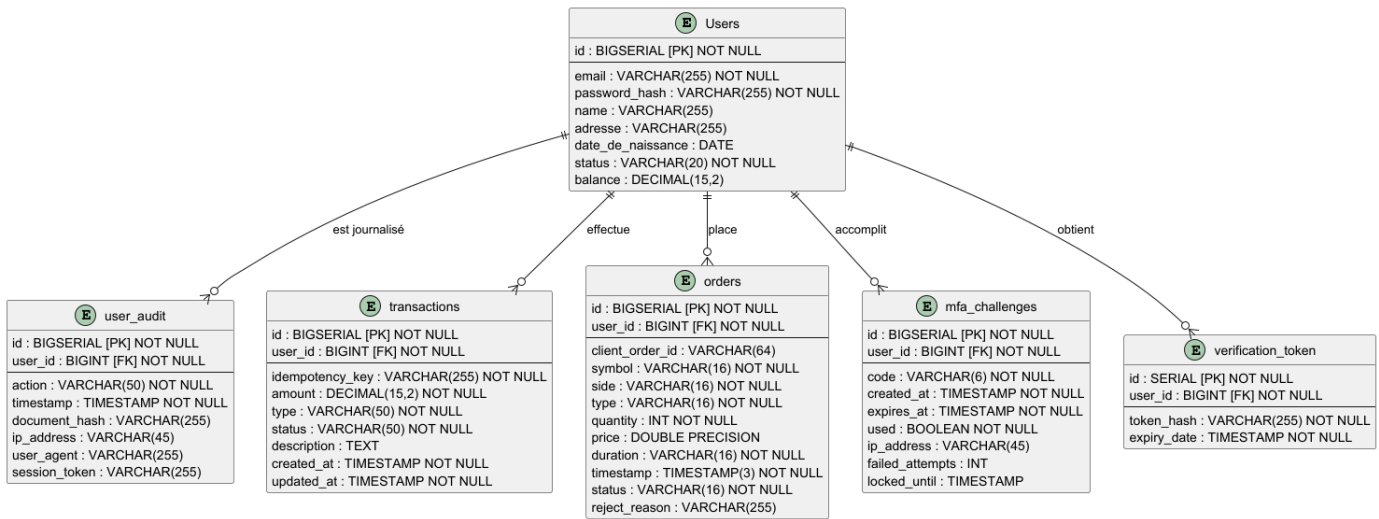 E Users
id : BIGSERIAL [PK] NOT NULL
email : VARCHAR(255) NOT NULL
password_hash : VARCHAR(255) NOT NULL
name : VARCHAR(255)
adresse : VARCHAR(255)
date_de_naissance : DATE
status : VARCHAR(20) NOT NULL
balance : DECIMAL(15,2)
est journalisé
effectue
place
accomplit
obtient
E user_audit
id : BIGSERIAL [PK] NOT NULL
user_id : BIGINT [FK] NOT NULL
action : VARCHAR(50) NOT NULL
timestamp : TIMESTAMP NOT NULL
document_hash : VARCHAR(255)
ip_address : VARCHAR(45)
user_agent : VARCHAR(255)
session_token : VARCHAR(255)
E transactions
id : BIGSERIAL [PK] NOT NULL
user_id : BIGINT [FK] NOT NULL
idempotency_key : VARCHAR(255) NOT NULL
amount : DECIMAL(15,2) NOT NULL
type : VARCHAR(50) NOT NULL
status : VARCHAR(50) NOT NULL
description : TEXT
created_at : TIMESTAMP NOT NULL
updated_at : TIMESTAMP NOT NULL
E orders
id : BIGSERIAL [PK] NOT NULL
user_id : BIGINT [FK] NOT NULL
client_order_id : VARCHAR(64)
symbol : VARCHAR(16) NOT NULL
side : VARCHAR(16) NOT NULL
type : VARCHAR(16) NOT NULL
quantity : INT NOT NULL
price : DOUBLE PRECISION
duration : VARCHAR(16) NOT NULL
timestamp : TIMESTAMP(3) NOT NULL
status : VARCHAR(16) NOT NULL
reject_reason : VARCHAR(255)
E mfa_challenges
id : BIGSERIAL [PK] NOT NULL
user_id : BIGINT [FK] NOT NULL
code : VARCHAR(6) NOT NULL
created_at : TIMESTAMP NOT NULL
expires_at : TIMESTAMP NOT NULL
used : BOOLEAN NOT NULL
ip_address : VARCHAR(45)
failed_attempts : INT
locked_until : TIMESTAMP
E verification_token
id : SERIAL [PK] NOT NULL
user_id : BIGINT [FK] NOT NULL
token_hash : VARCHAR(255) NOT NULL
expiry_date : TIMESTAMP NOT NULL